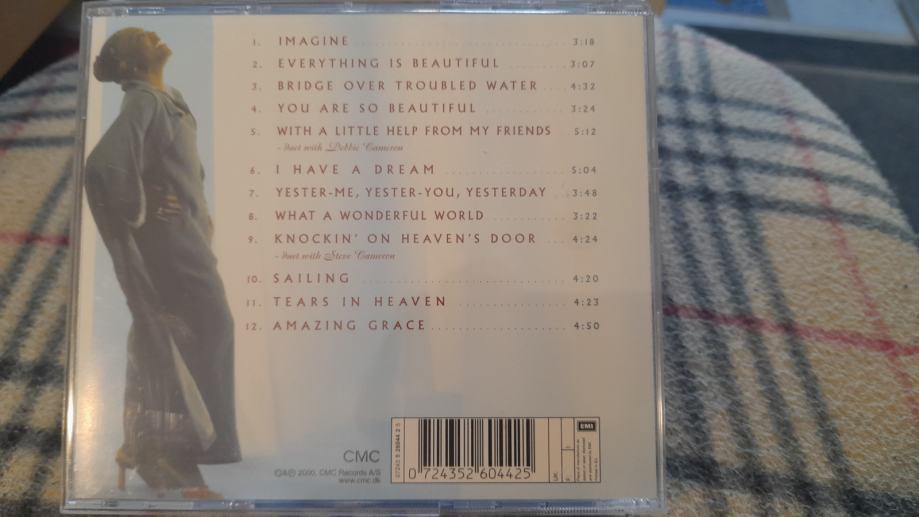 1. IMAGINE 3:18
2. EVERYTHING IS BEAUTIFUL 3:07
3. BRIDGE OVER TROUBLED WATER 4:32
4. YOU ARE SO BEAUTIFUL 3:24
5. WITH A LITTLE HELP FROM MY FRIENDS 5:12
- duet with Debbie Cameron
6. I HAVE A DREAM 5:04
7. YESTER-ME, YESTER-YOU, YESTERDAY 3:48
8. WHAT A WONDERFUL WORLD 3:22
9. KNOCKIN' ON HEAVEN'S DOOR 4:24
- duet with Steve Cameron
10. SAILING 4:20
11. TEARS IN HEAVEN 4:23
12. AMAZING GRACE 4:50
CMC
©&℗ 2000, CMC Records A/S
www.cmc.dk
0 724352 604425
EMI